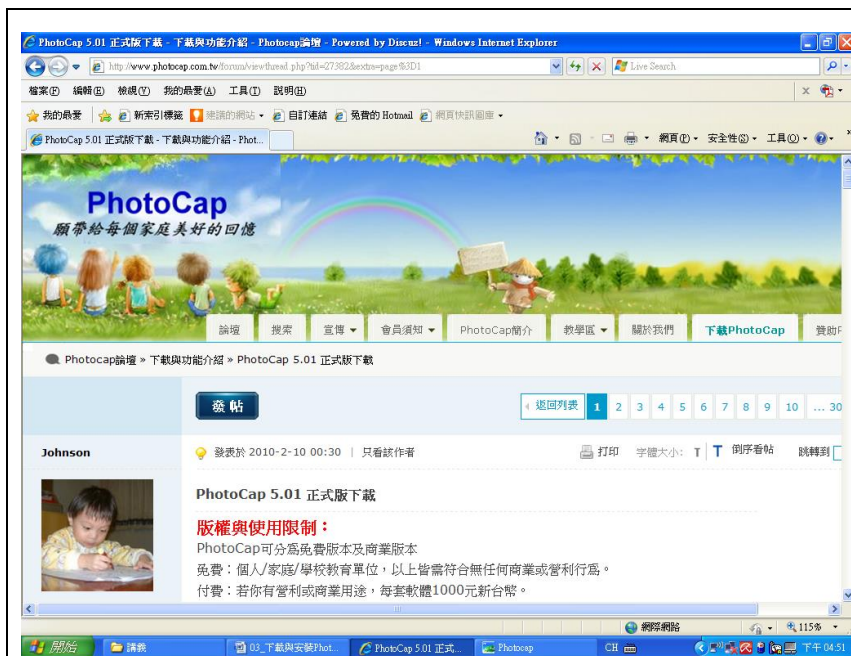 PhotoCap 5.01 正式版下載 - 下載與功能介紹 - Photocap論壇 - Powered by Discuz! - Windows Internet Explorer
http://www.photocap.com.tw/forum/viewthread.php?tid=27382&extra=page%3D1
Live Search
檔案(F) 編輯(E) 檢視(V) 我的最愛(A) 工具(T) 說明(H)
我的最愛 新索引標籤 建議的網站 自訂連結 免費的 Hotmail 網頁快訊圖庫
PhotoCap 5.01 正式版下載 - 下載與功能介紹 - Phot...
網頁(P) 安全性(S) 工具(O)
PhotoCap
願帶給每個家庭美好的回憶
論壇 搜索 宣傳 會員須知 PhotoCap簡介 教學區 關於我們 下載PhotoCap 贊助P
Photocap論壇 » 下載與功能介紹 » PhotoCap 5.01 正式版下載
發帖
返回列表 1 2 3 4 5 6 7 8 9 10 ... 30
Johnson
發表於 2010-2-10 00:30 | 只看該作者
打印 字體大小: T T 倒序看帖 跳轉到
PhotoCap 5.01 正式版下載
版權與使用限制：
PhotoCap可分為免費版本及商業版本
免費：個人/家庭/學校教育單位，以上皆需符合無任何商業或營利行為。
付費：若你有營利或商業用途，每套軟體1000元新台幣。
網際網路 115%
開始 講義 03_下載與安裝Phot... PhotoCap 5.01 正式... Photocap CH 下午 04:51